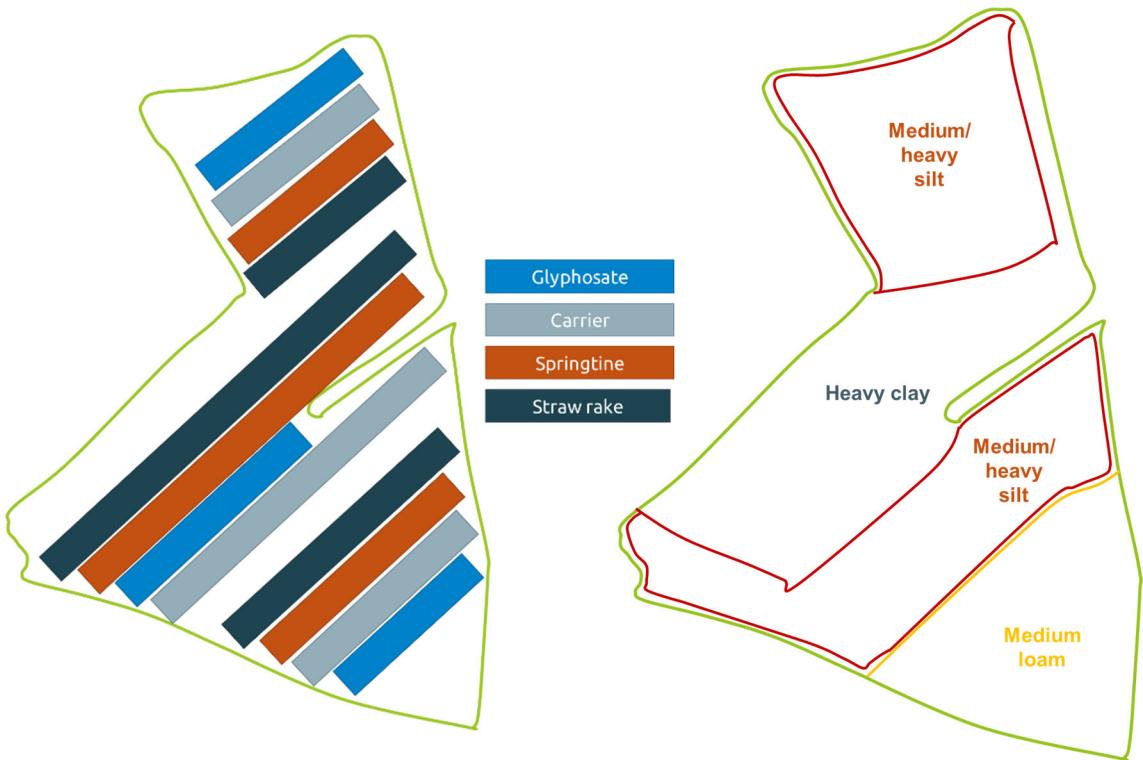 Medium/
heavy
silt
Glyphosate
Carrier
Springtine
Straw rake
Heavy clay
Medium/
heavy
silt
Medium
loam